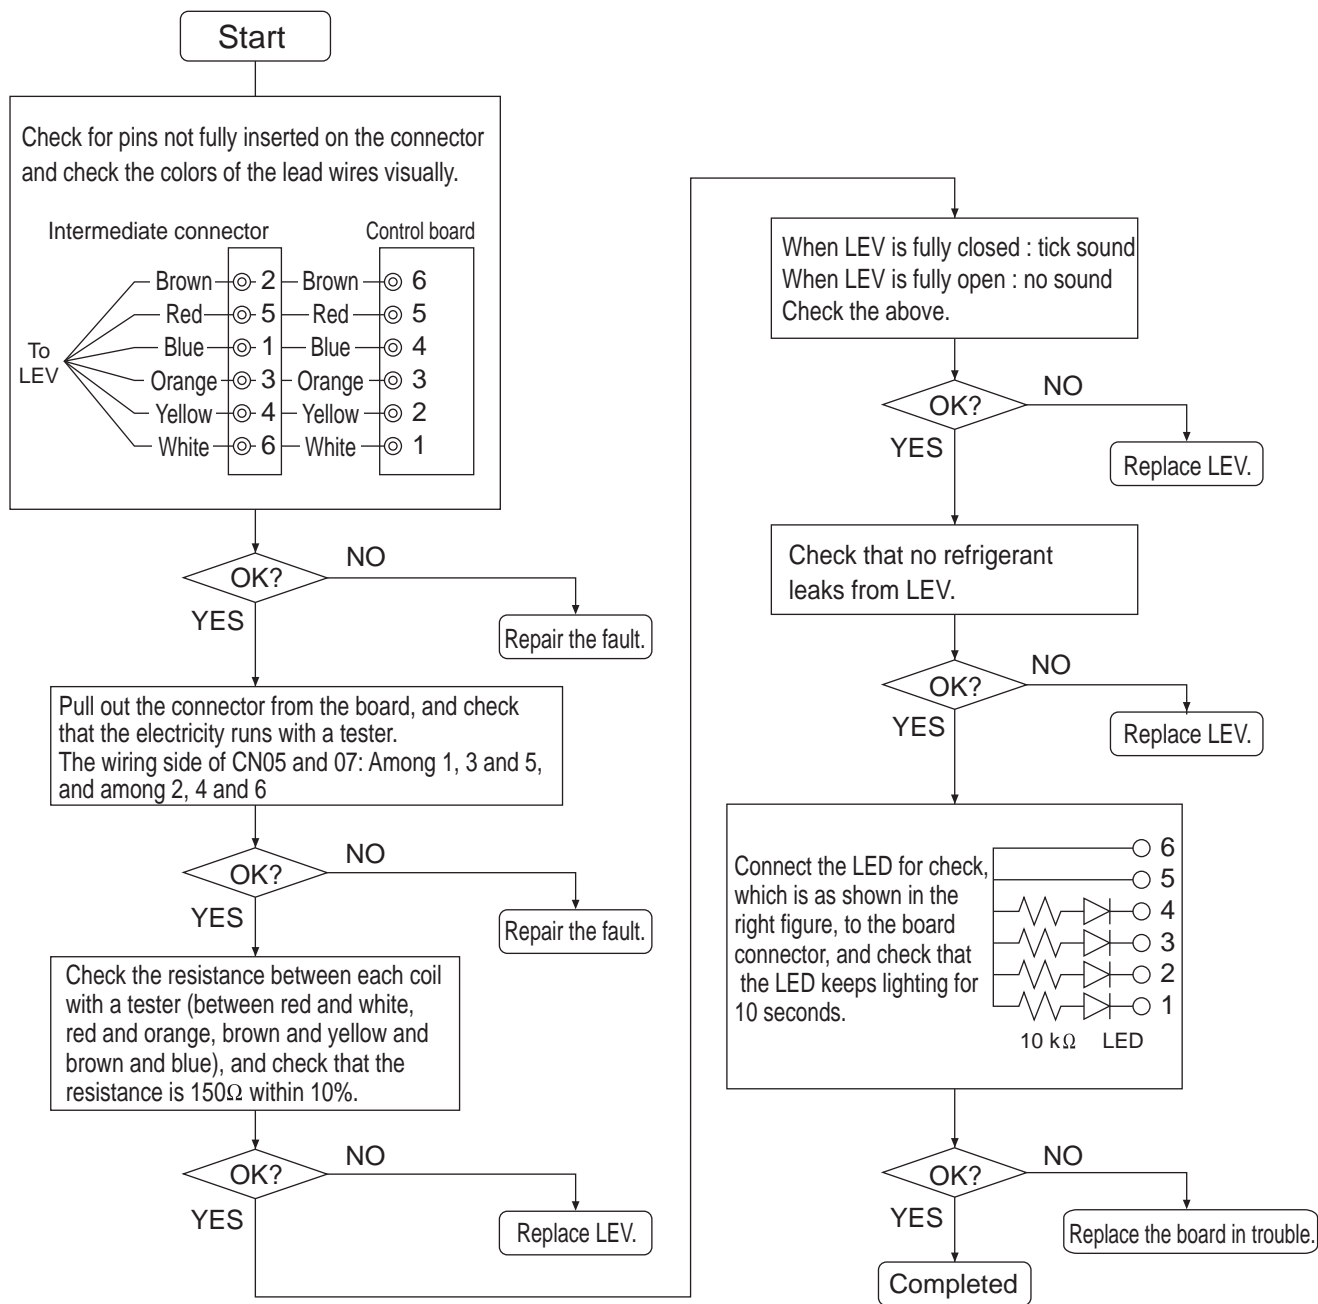 Start
Check for pins not fully inserted on the connector
and check the colors of the lead wires visually.
Intermediate connector Control board
Brown 2 Brown 6
Red 5 Red 5
Blue 1 Blue 4
To
LEV
Orange 3 Orange 3
Yellow 4 Yellow 2
White 6 White 1
OK?
NO
YES
Repair the fault.
Pull out the connector from the board, and check
that the electricity runs with a tester.
The wiring side of CN05 and 07: Among 1, 3 and 5,
and among 2, 4 and 6
OK?
NO
YES
Repair the fault.
Check the resistance between each coil
with a tester (between red and white,
red and orange, brown and yellow and
brown and blue), and check that the
resistance is 150Ω within 10%.
OK?
NO
YES
Replace LEV.
When LEV is fully closed : tick sound
When LEV is fully open : no sound
Check the above.
OK?
NO
YES
Replace LEV.
Check that no refrigerant
leaks from LEV.
OK?
NO
YES
Replace LEV.
Connect the LED for check,
which is as shown in the
right figure, to the board
connector, and check that
the LED keeps lighting for
10 seconds.
6
5
4
3
2
1
10 kΩ LED
OK?
NO
YES
Replace the board in trouble.
Completed